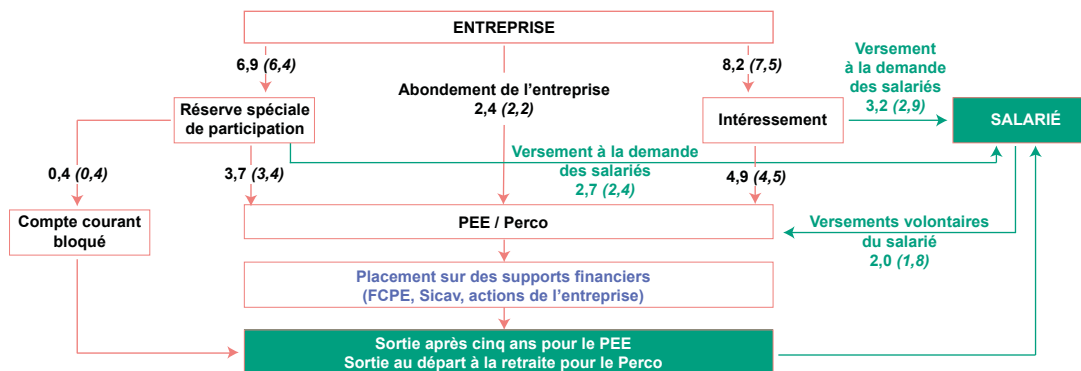 ENTREPRISE
6,9 (6,4)
Abondement de l’entreprise
2,4 (2,2)
8,2 (7,5)
Versement
à la demande
des salariés
3,2 (2,9)
Réserve spéciale
de participation
Intéressement
SALARIÉ
0,4 (0,4)
3,7 (3,4)
Versement à la demande
des salariés
2,7 (2,4)
4,9 (4,5)
Compte courant
bloqué
PEE / Perco
Versements volontaires
du salarié
2,0 (1,8)
Placement sur des supports financiers
(FCPE, Sicav, actions de l’entreprise)
Sortie après cinq ans pour le PEE
Sortie au départ à la retraite pour le Perco